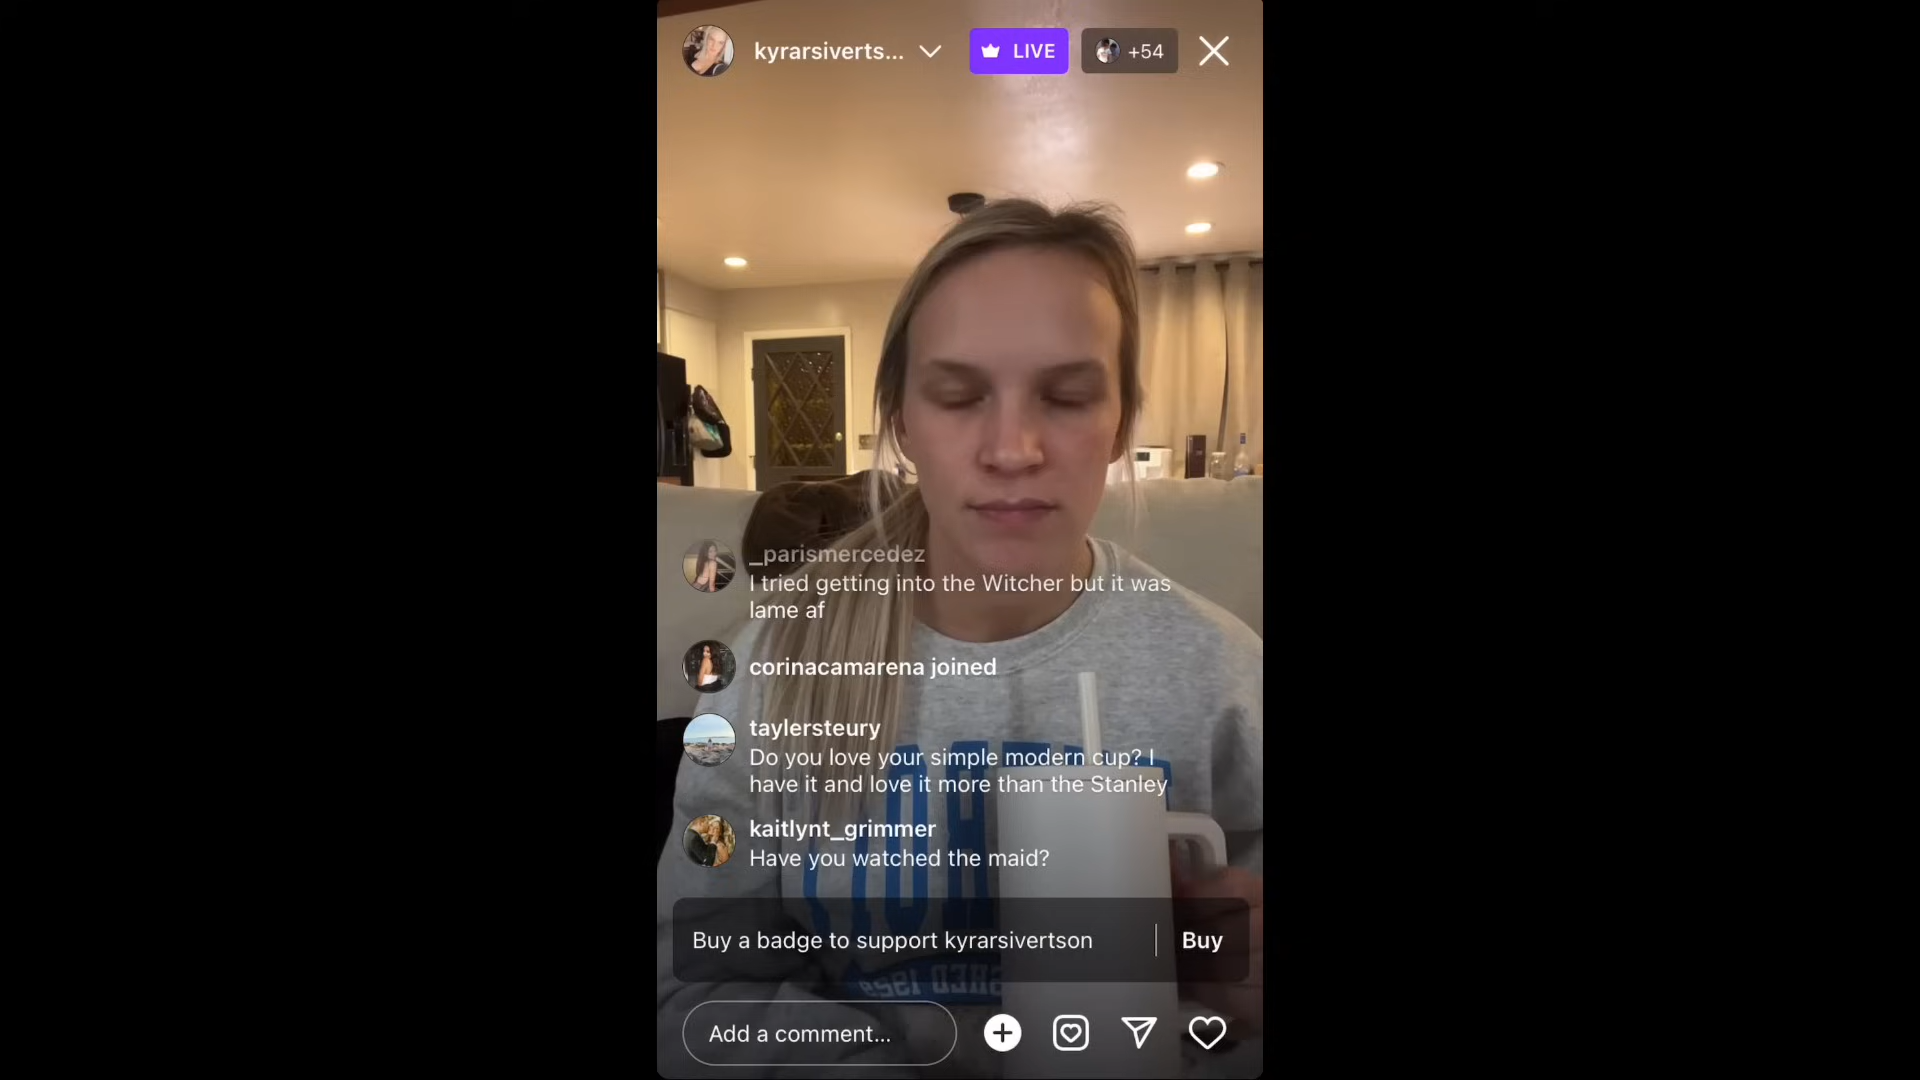 kyrarsiverts...
LIVE
+54
_parismercedez
I tried getting into the Witcher but it was
lame af
corinacamarena joined
taylersteury
Do you love your simple modern cup? I
have it and love it more than the Stanley
kaitlynt_grimmer
Have you watched the maid?
Buy a badge to support kyrarsivertson
Buy
Add a comment...